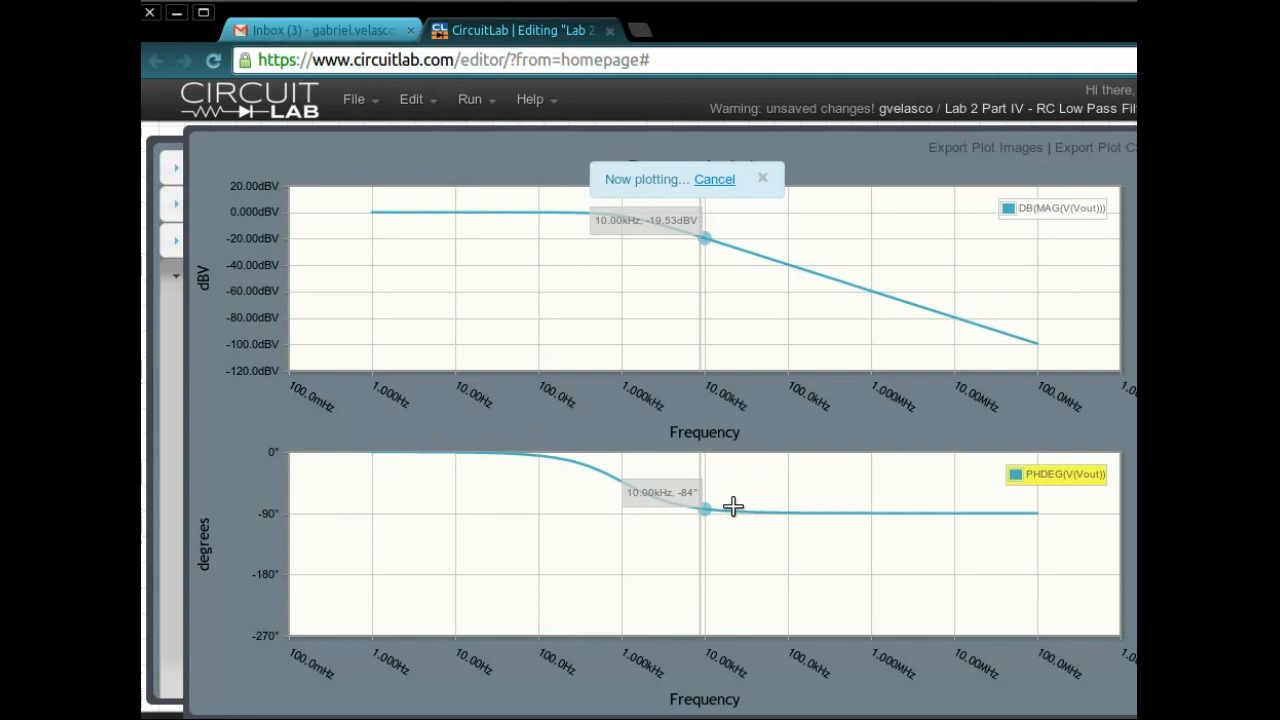 Inbox (3) - gabriel.velasco
CircuitLab | Editing "Lab 2
https://www.circuitlab.com/editor/?from=homepage#
CIRCUIT
LAB
File
Edit
Run
Help
Hi there,
Warning: unsaved changes! gvelasco / Lab 2 Part IV - RC Low Pass Fil
Export Plot Images | Export Plot CS
Now plotting... Cancel
20.00dBV
0.000dBV
-20.00dBV
-40.00dBV
-60.00dBV
-80.00dBV
-100.00dBV
-120.0dBV
dBV
10.00kHz, -19.53dBV
DB(MAG(V(Vout)))
100.0mHz
1.000Hz
10.00Hz
100.0Hz
1.000kHz
10.00kHz
100.0kHz
1.000MHz
10.00MHz
100.0MHz
1.0
Frequency
0°
-90°
-180°
-270°
degrees
10.00kHz, -84°
PHDEG(V(Vout))
100.0mHz
1.000Hz
10.00Hz
100.0Hz
1.000kHz
10.00kHz
100.0kHz
1.000MHz
10.00MHz
100.0MHz
1.0
Frequency